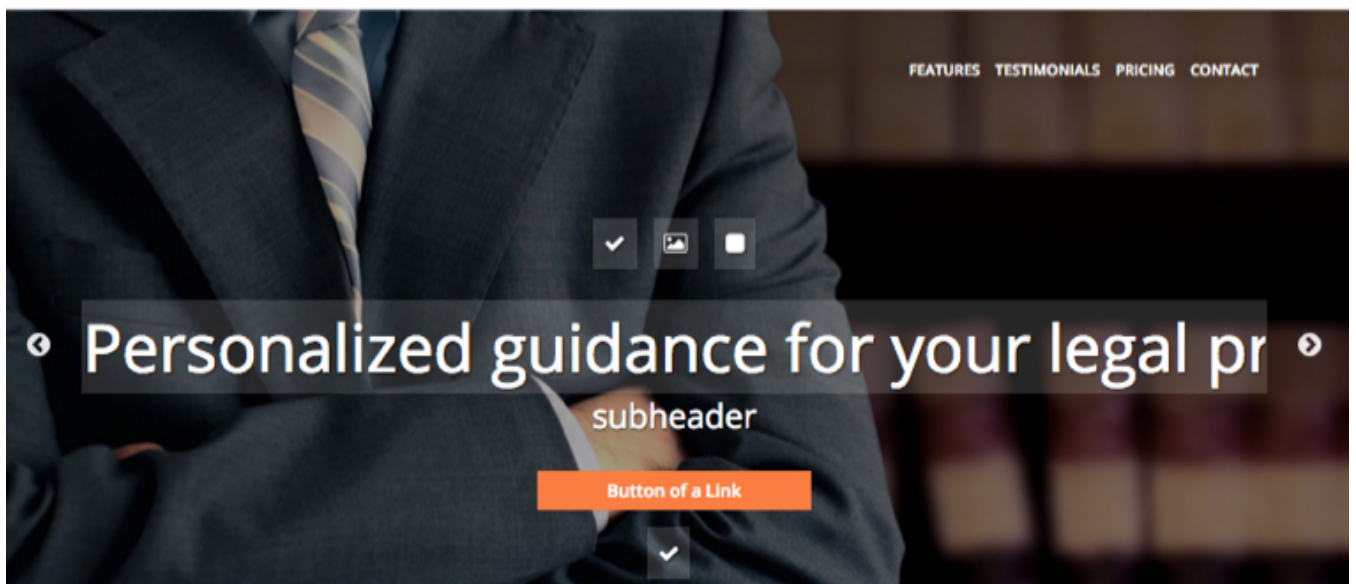 FEATURES TESTIMONIALS PRICING CONTACT
Personalized guidance for your legal pr
subheader
Button of a Link